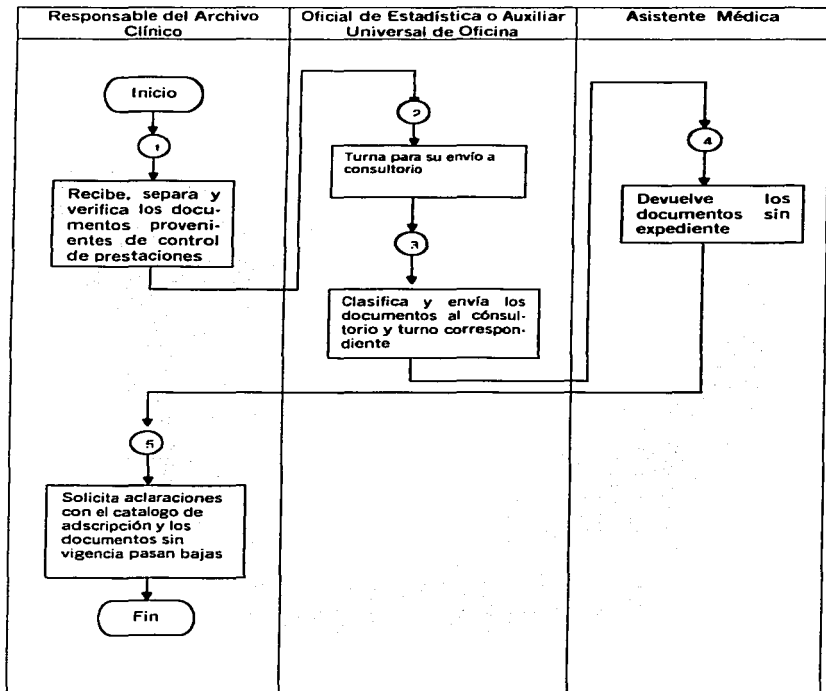 Responsable del Archivo
Clínico
Oficial de Estadística o Auxiliar
Universal de Oficina
Asistente Médica
Inicio
1
Recibe, separa y
verifica los docu-
mentos proveni-
entes de control
de prestaciones
2
Turna para su envío a
consultorio
3
Clasifica y envía los
documentos al cónsul-
torio y turno correspon-
diente
4
Devuelve los
documentos sin
expediente
5
Solicita aclaraciones
con el catalogo de
adscripción y los
documentos sin
vigencia pasan bajas
Fin